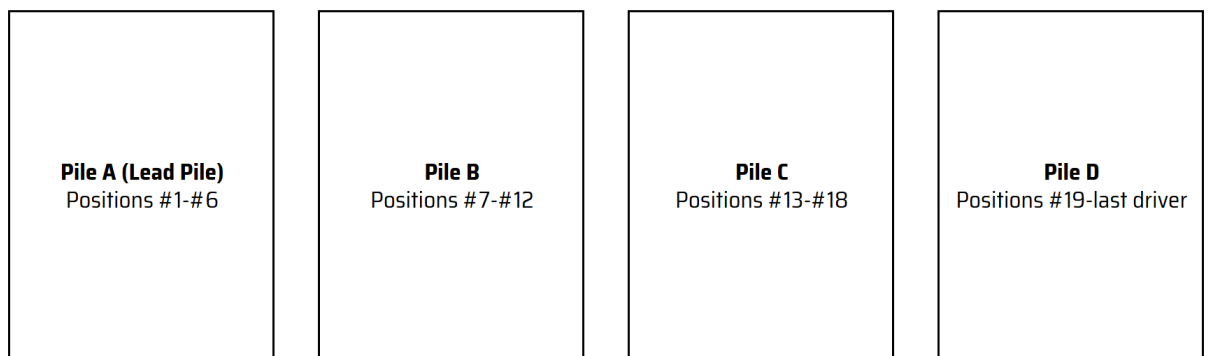 Pile A (Lead Pile)
Positions #1-#6
Pile B
Positions #7-#12
Pile C
Positions #13-#18
Pile D
Positions #19-last driver